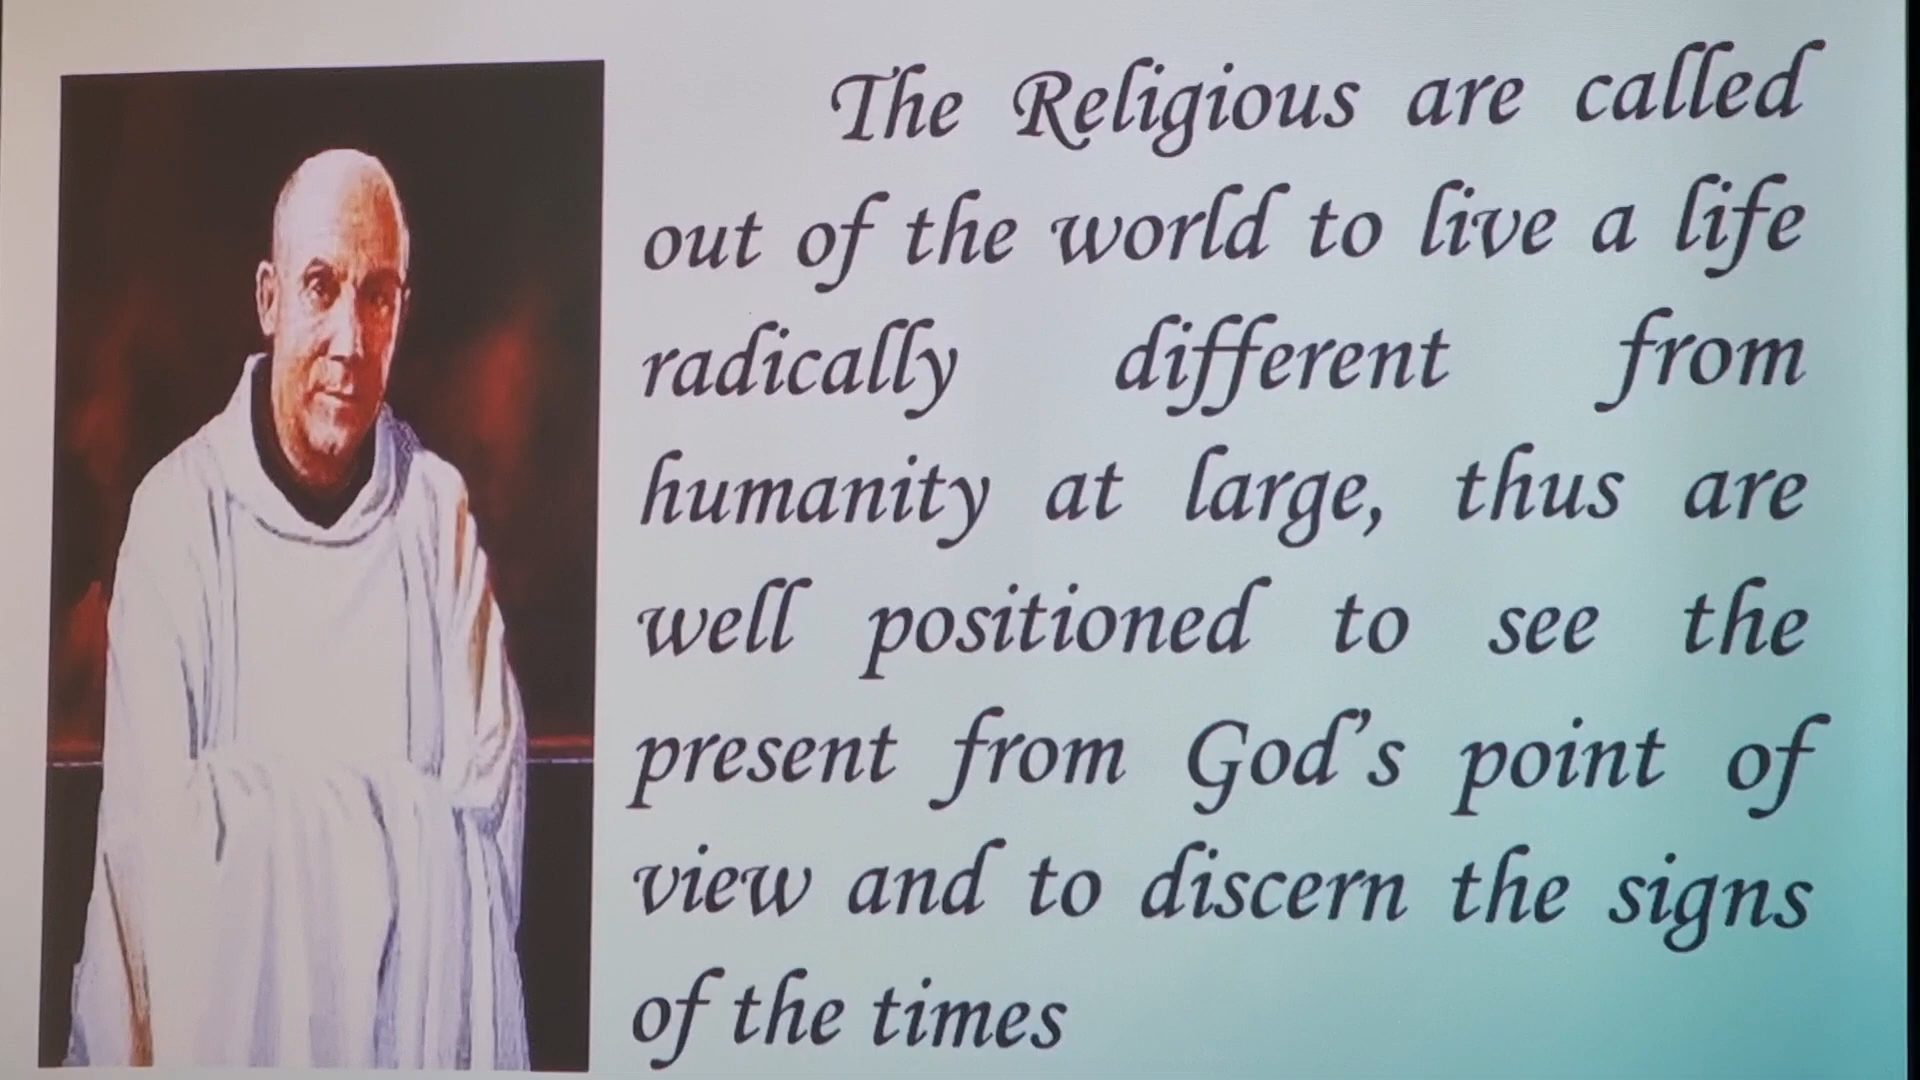 The Religious are called
out of the world to live a life
radically different from
humanity at large, thus are
well positioned to see the
present from God's point of
view and to discern the signs
of the times